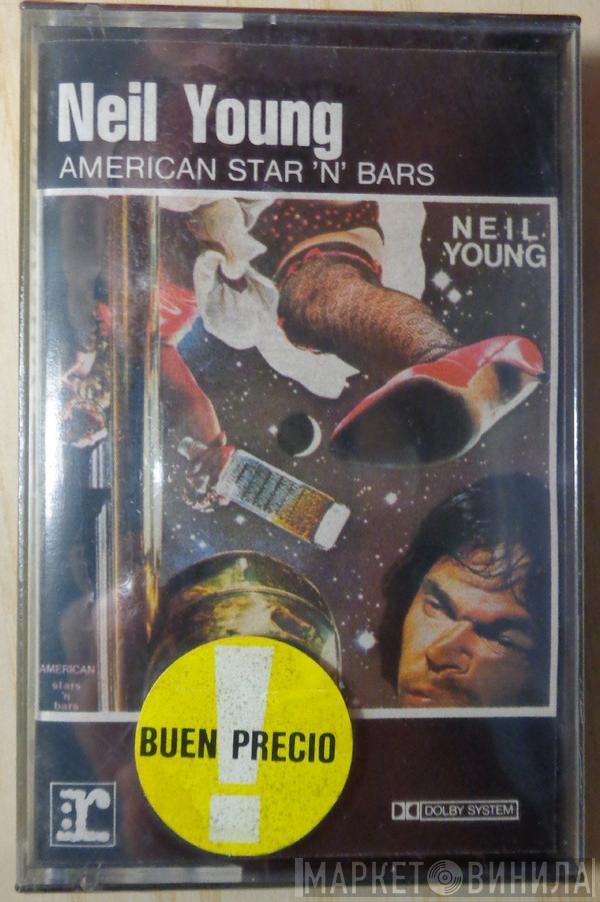 Neil Young
AMERICAN STAR 'N' BARS
NEIL
YOUNG
AMERICAN
stars
'n
bars
!
BUEN PRECIO
r
DOLBY SYSTEM
МАРКЕТ ВИНИЛА